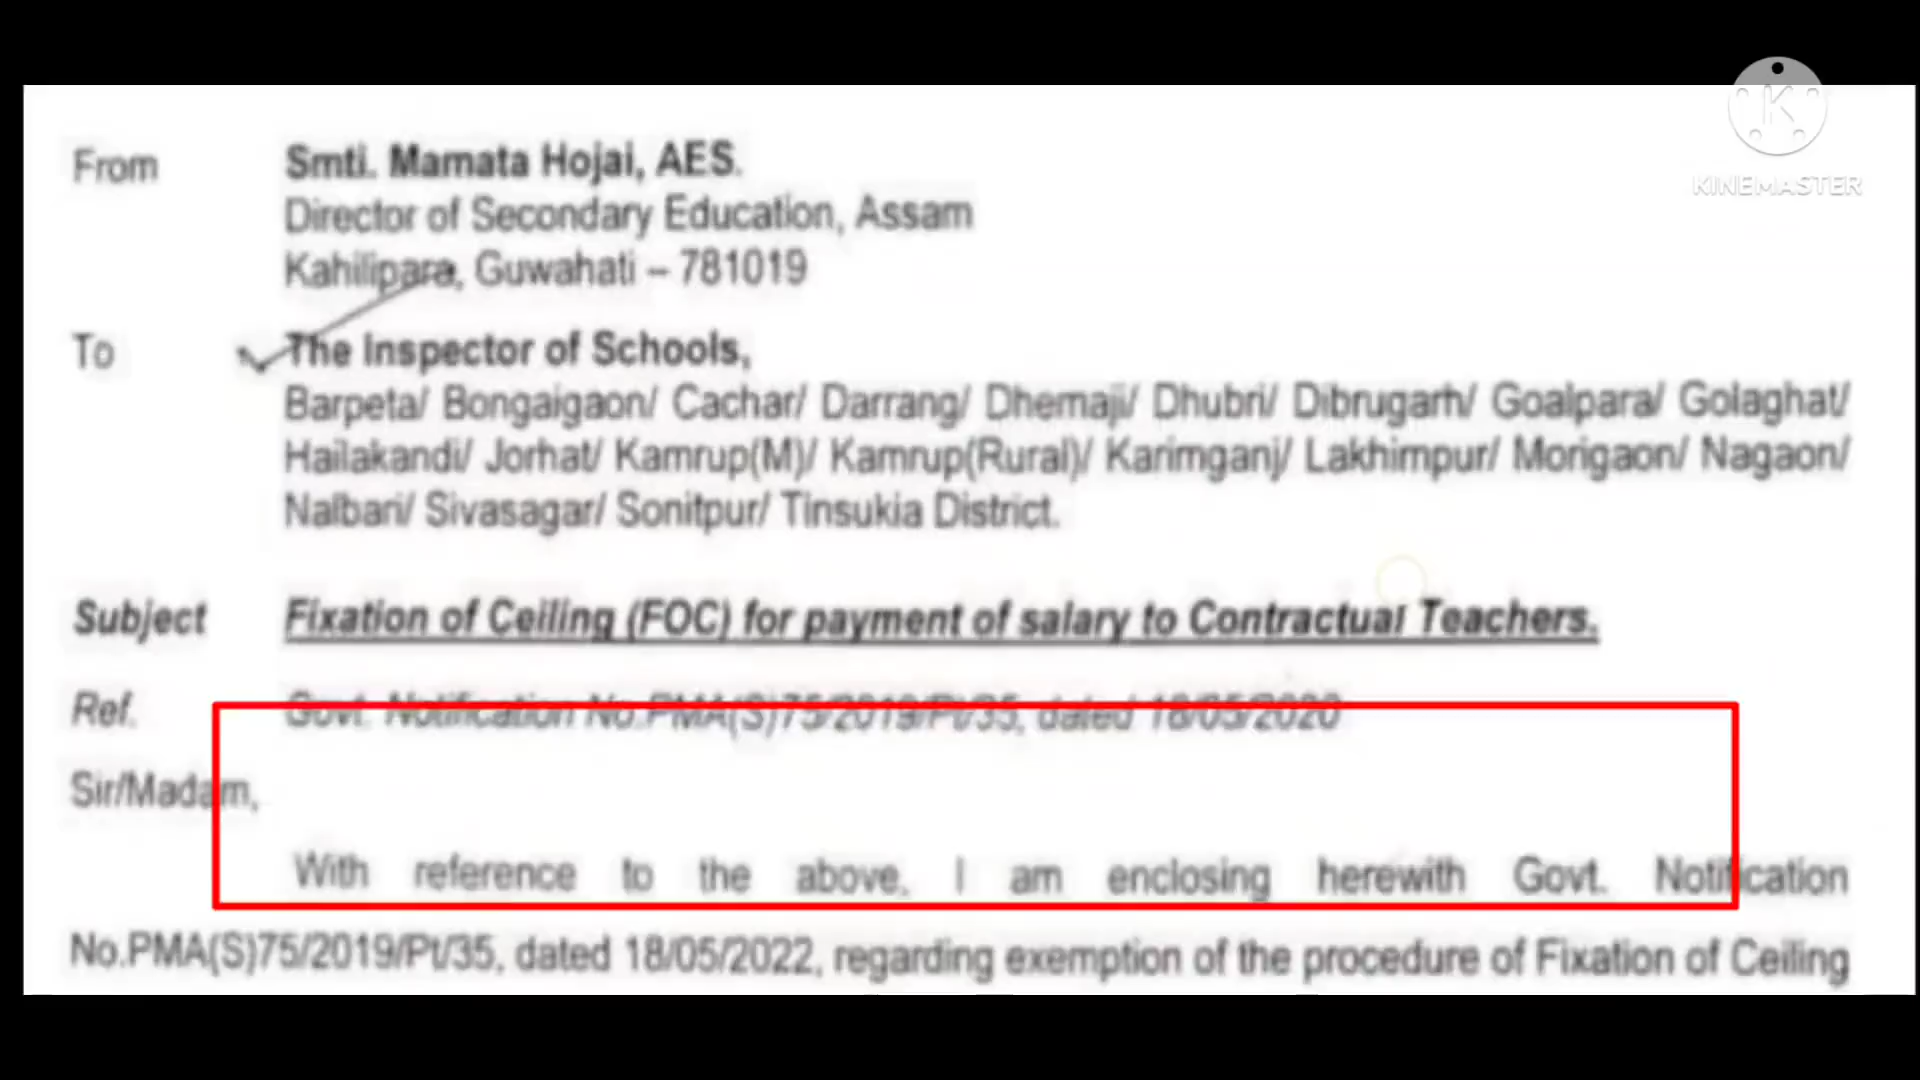 KINEMASTER
From Smti. Mamata Hojai, AES.
Director of Secondary Education, Assam
Kahilipara, Guwahati – 781019
To The Inspector of Schools,
Barpeta/ Bongaigaon/ Cachar/ Darrang/ Dhemaji/ Dhubri/ Dibrugarh/ Goalpara/ Golaghat/
Hailakandi/ Jorhat/ Kamrup(M)/ Kamrup(Rural)/ Karimganj/ Lakhimpur/ Morigaon/ Nagaon/
Nalbari/ Sivasagar/ Sonitpur/ Tinsukia District.
Subject Fixation of Ceiling (FOC) for payment of salary to Contractual Teachers.
Ref. Govt. Notification No.PMA(S)75/2019/Pt/35, dated 18/05/2020
Sir/Madam,
With reference to the above, I am enclosing herewith Govt. Notification
No.PMA(S)75/2019/Pt/35, dated 18/05/2022, regarding exemption of the procedure of Fixation of Ceiling